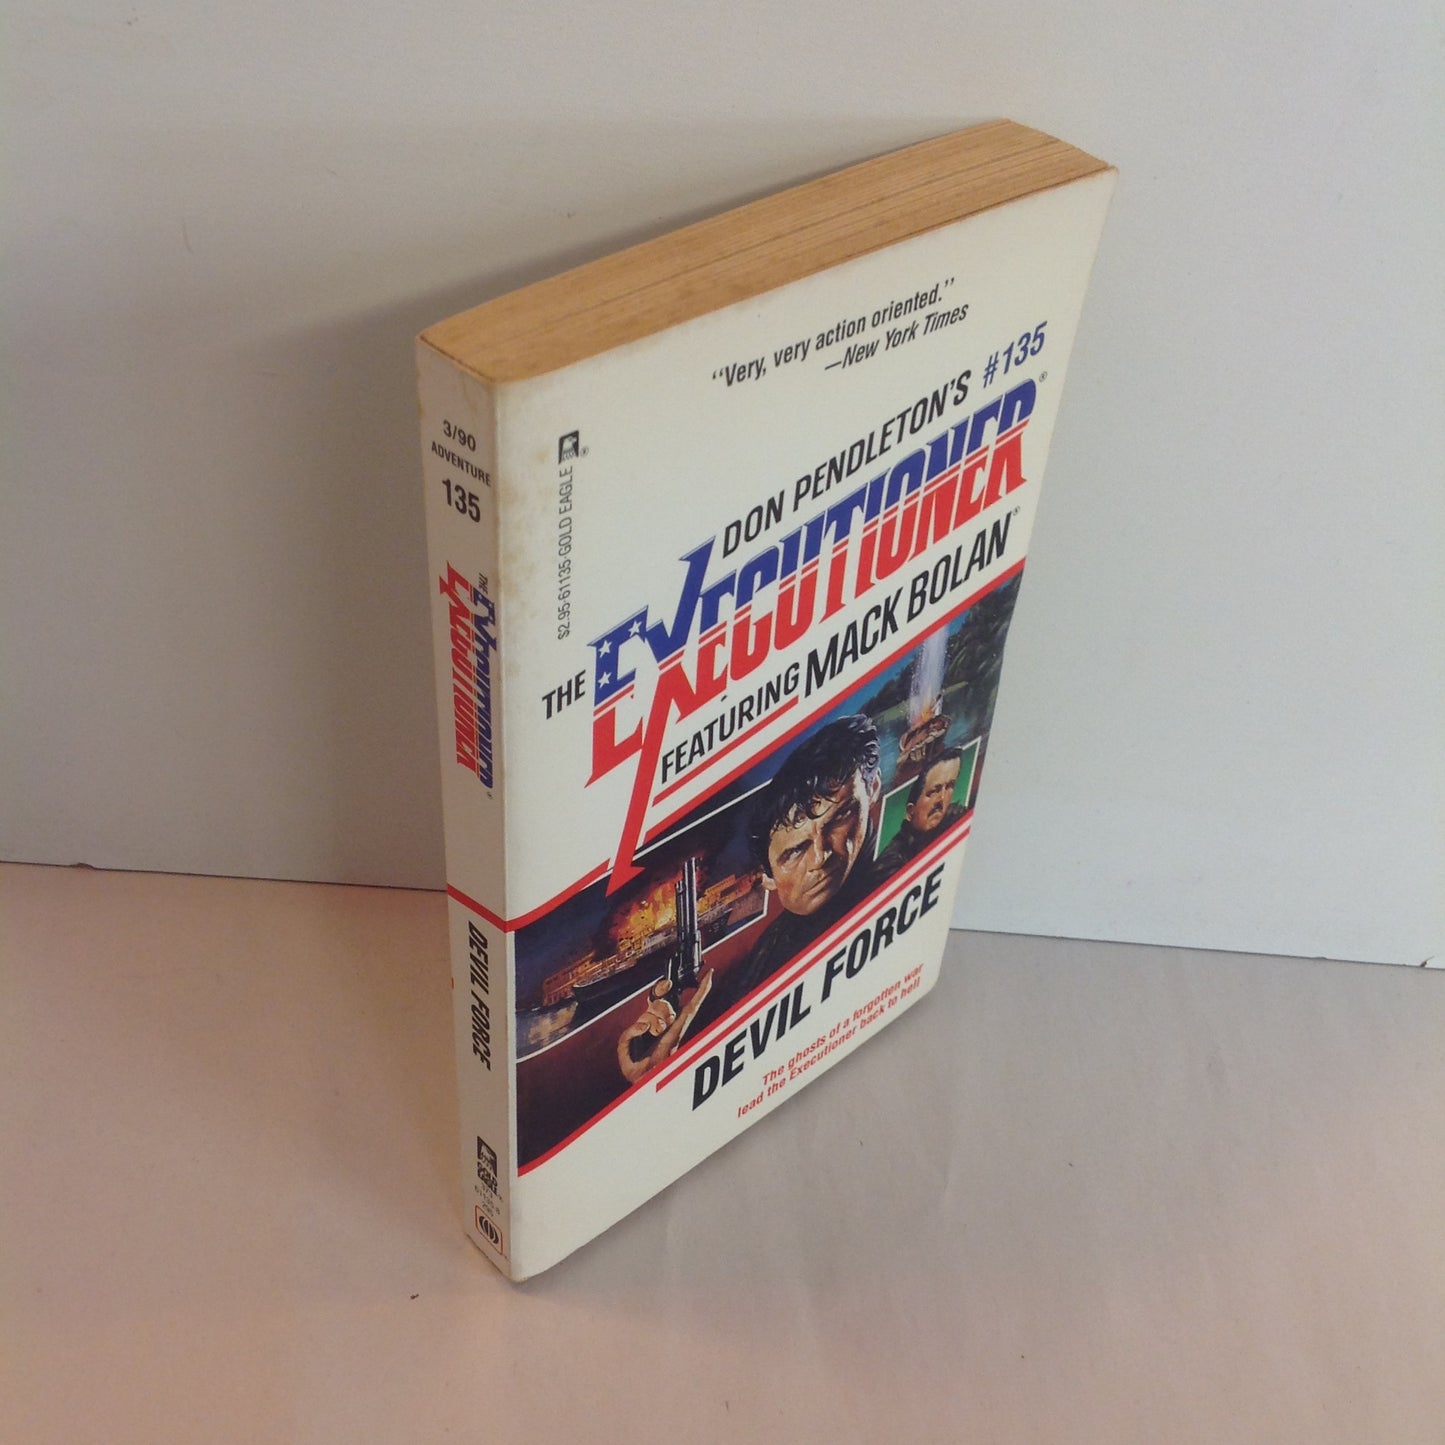 “Very, very action oriented.”
—New York Times
DON PENDLETON'S #135
THE EXECUTIONER®
FEATURING MACK BOLAN®
DEVIL FORCE
The ghosts of a forgotten war
lead the Executioner back to hell
$2.95·61135·GOLD EAGLE ®
3/90
ADVENTURE
135
THE
EXECUTIONER®
DEVIL FORCE
GOLD
EAGLE